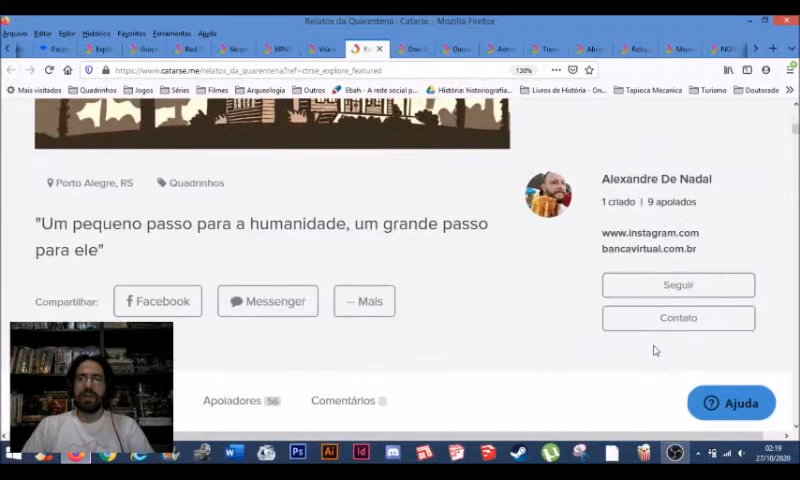 Relatos da Quarentena - Catarse - Mozilla Firefox
Arquivo Editar Exibir Histórico Favoritos Ferramentas Ajuda
https://www.catarse.me/relatos_da_quarentena?ref=ctrse_explore_featured
130%
Mais visitados Quadrinhos Jogos Séries Filmes Arqueologia Outros Ebah - A rede social p... História: historiografia... Livros de História - On... Tapioca Mecanica Turismo Doutorado
Porto Alegre, RS Quadrinhos
"Um pequeno passo para a humanidade, um grande passo
para ele"
Compartilhar: Facebook Messenger ··· Mais
Alexandre De Nadal
1 criado | 9 apoiados
www.instagram.com
bancavirtual.com.br
Seguir
Contato
Apoiadores 56 Comentários
Ajuda
W Ps Ai Id
02:19
27/10/2020